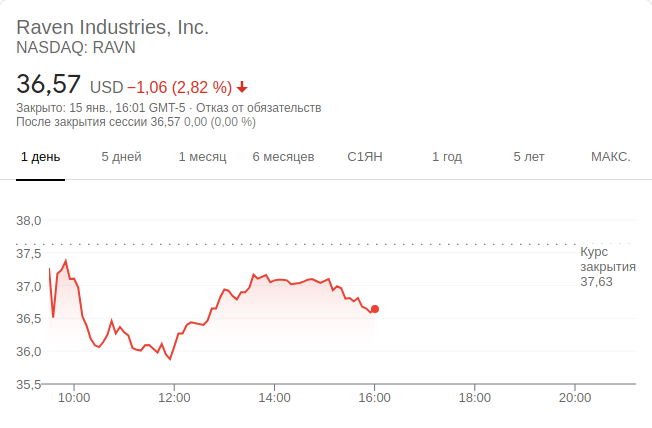 Raven Industries, Inc.
NASDAQ: RAVN
36,57 USD −1,06 (2,82 %)
Закрыто: 15 янв., 16:01 GMT-5 · Отказ от обязательств
После закрытия сессии 36,57 0,00 (0,00 %)
1 день 5 дней 1 месяц 6 месяцев С1ЯН 1 год 5 лет МАКС.
38,0
37,5
37,0
36,5
36,0
35,5
Курс
закрытия
37,63
10:00 12:00 14:00 16:00 18:00 20:00